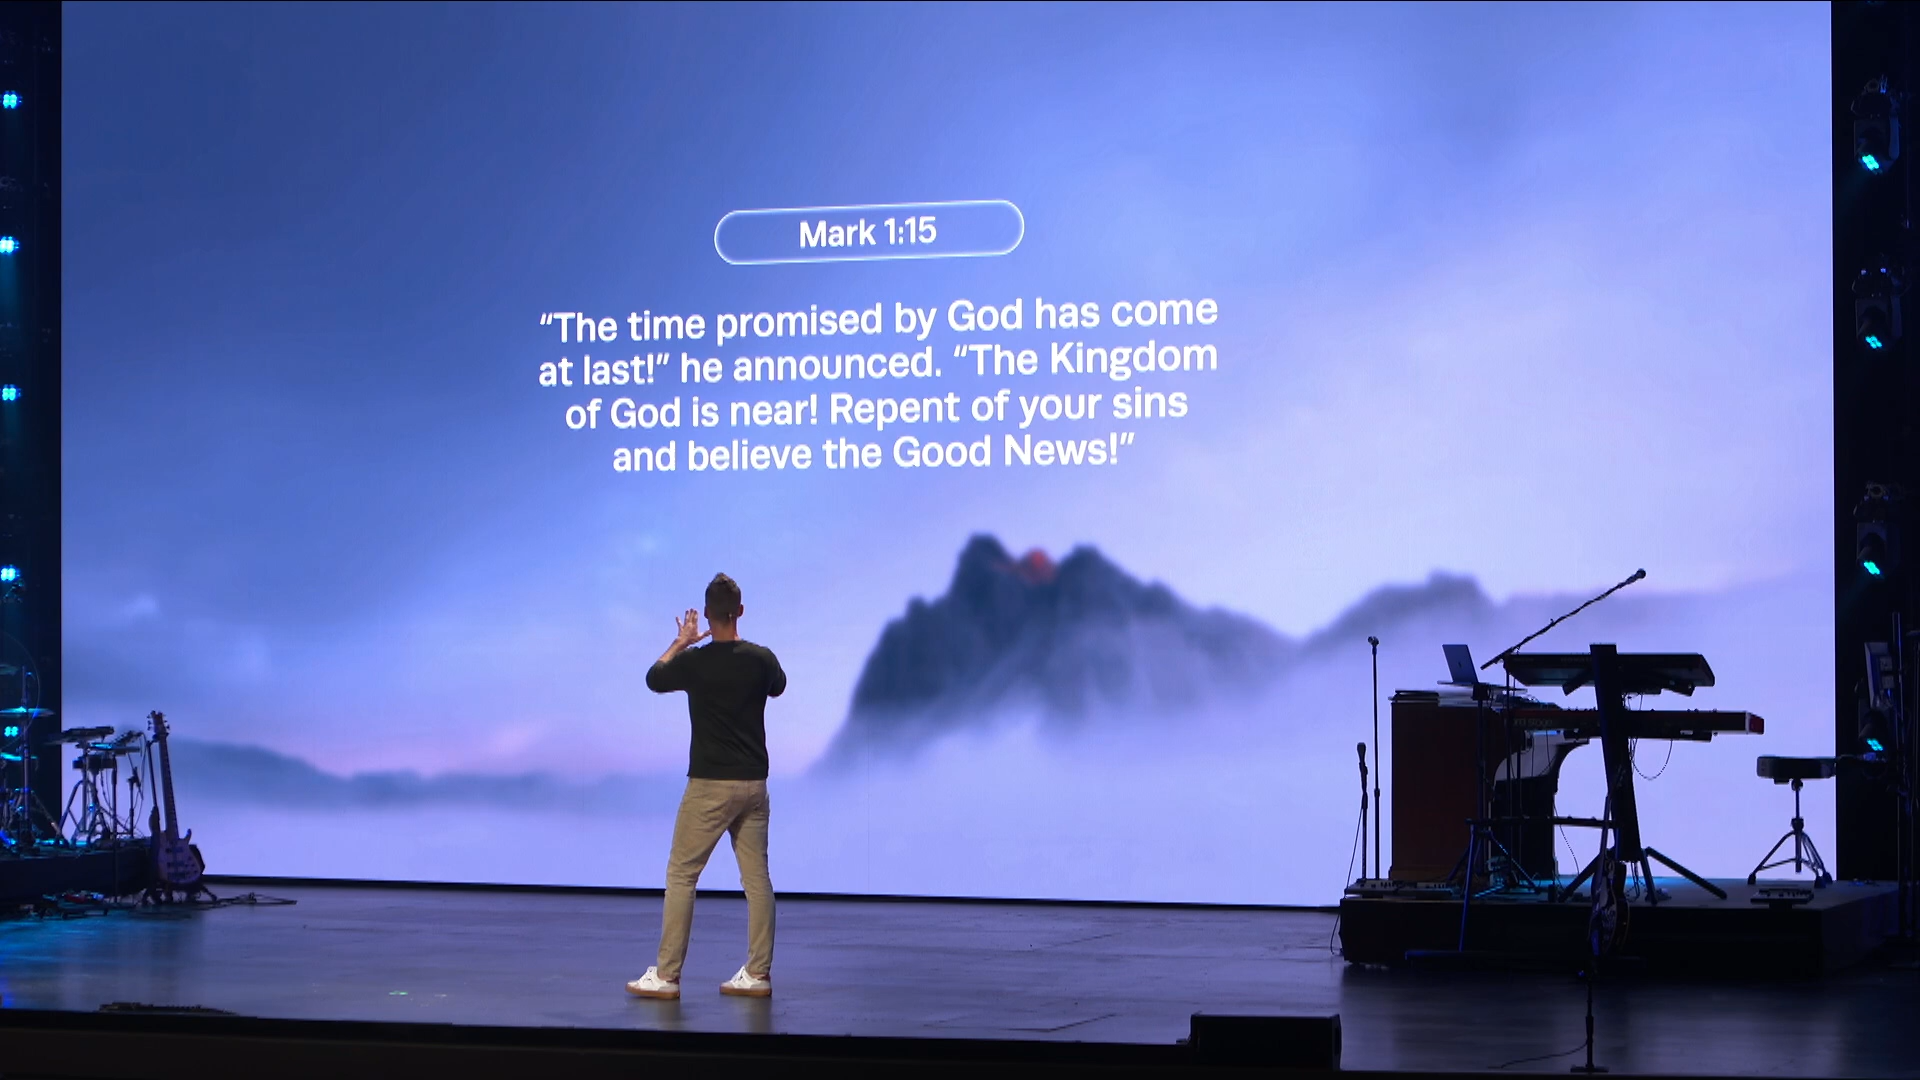 Mark 1:15
“The time promised by God has come
at last!” he announced. “The Kingdom
of God is near! Repent of your sins
and believe the Good News!”